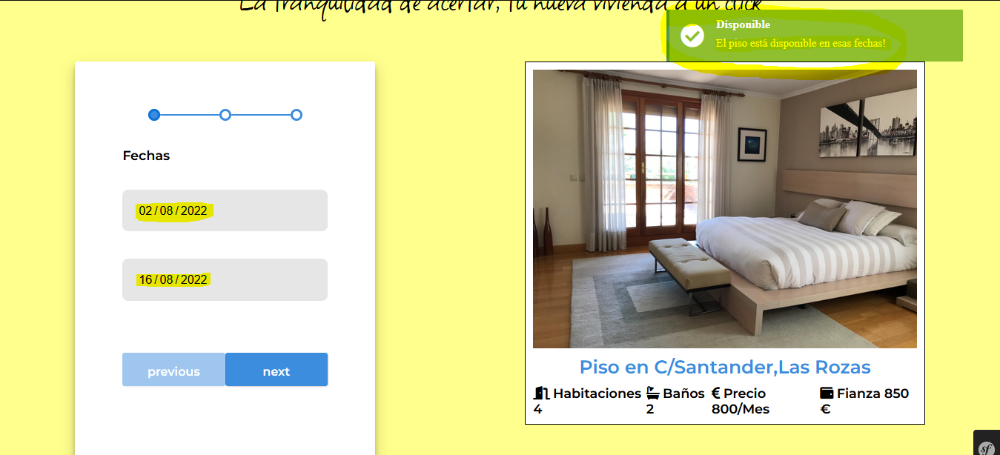 La tranquilidad de acertar, tu nueva vivienda a un click
Disponible
El piso está disponible en esas fechas!
Fechas
02/08/2022
16/08/2022
previous
next
Piso en C/Santander,Las Rozas
Habitaciones
4
Baños
2
€ Precio
800/Mes
Fianza 850
€
sf